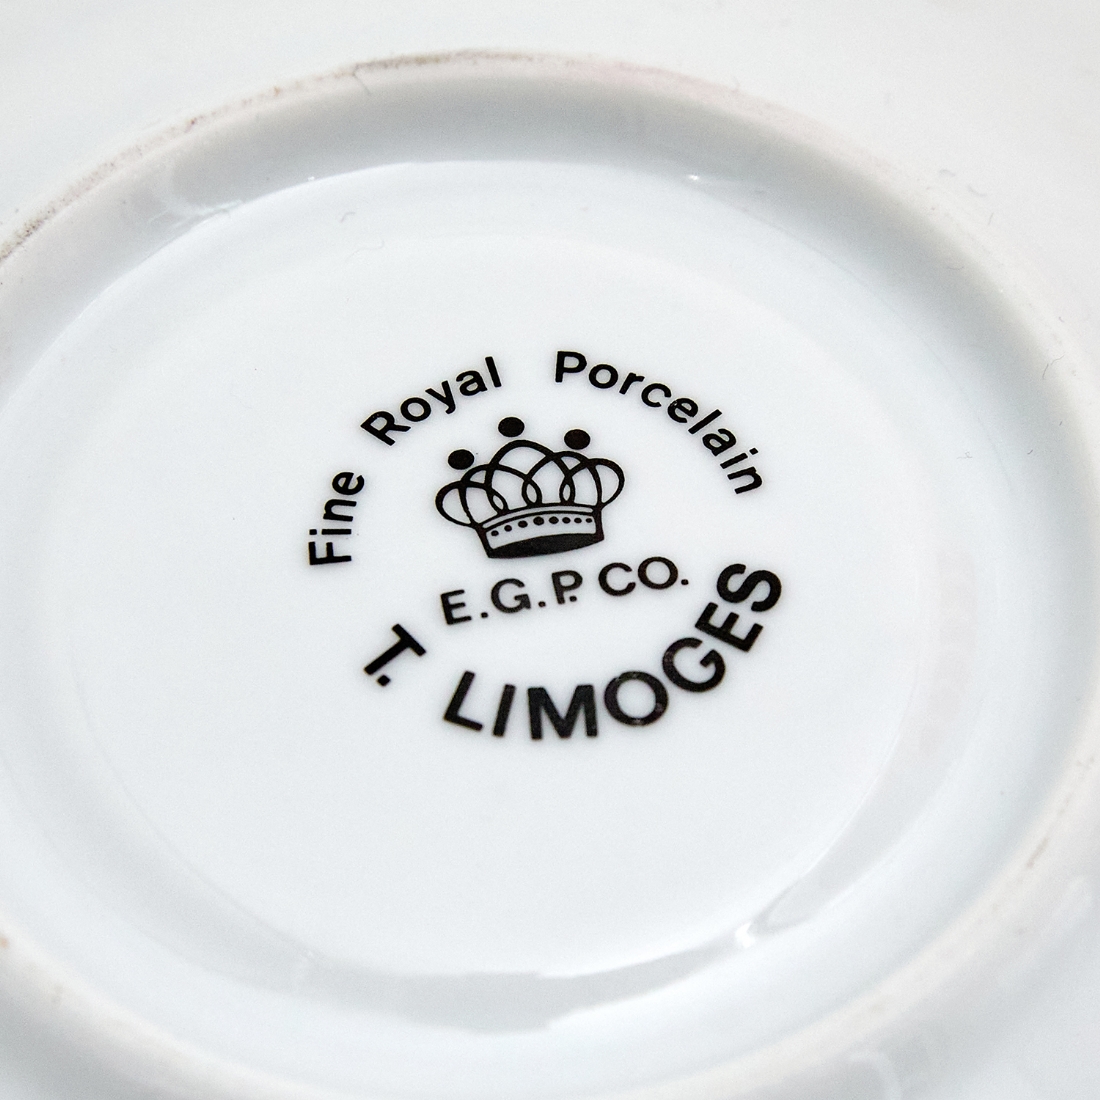 Fine Royal Porcelain
E.G.P. CO.
T. LIMOGES